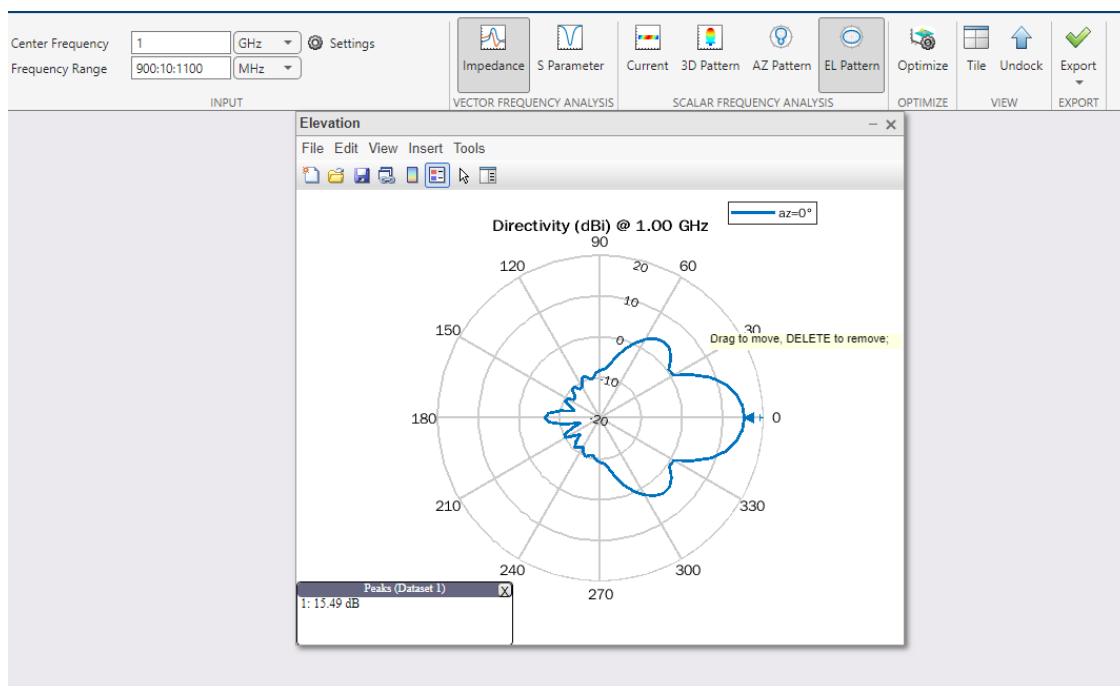 Center Frequency 1 GHz Settings
Frequency Range 900:10:1100 MHz
Impedance S Parameter Current 3D Pattern AZ Pattern EL Pattern Optimize Tile Undock Export
INPUT VECTOR FREQUENCY ANALYSIS SCALAR FREQUENCY ANALYSIS OPTIMIZE VIEW EXPORT
Elevation
File Edit View Insert Tools
az=0°
Directivity (dBi) @ 1.00 GHz
90
120 20 60
10
150 0 30
Drag to move, DELETE to remove;
-10
180 -20 0
210 330
240 300
270
Peaks (Dataset 1) X
1: 15.49 dB